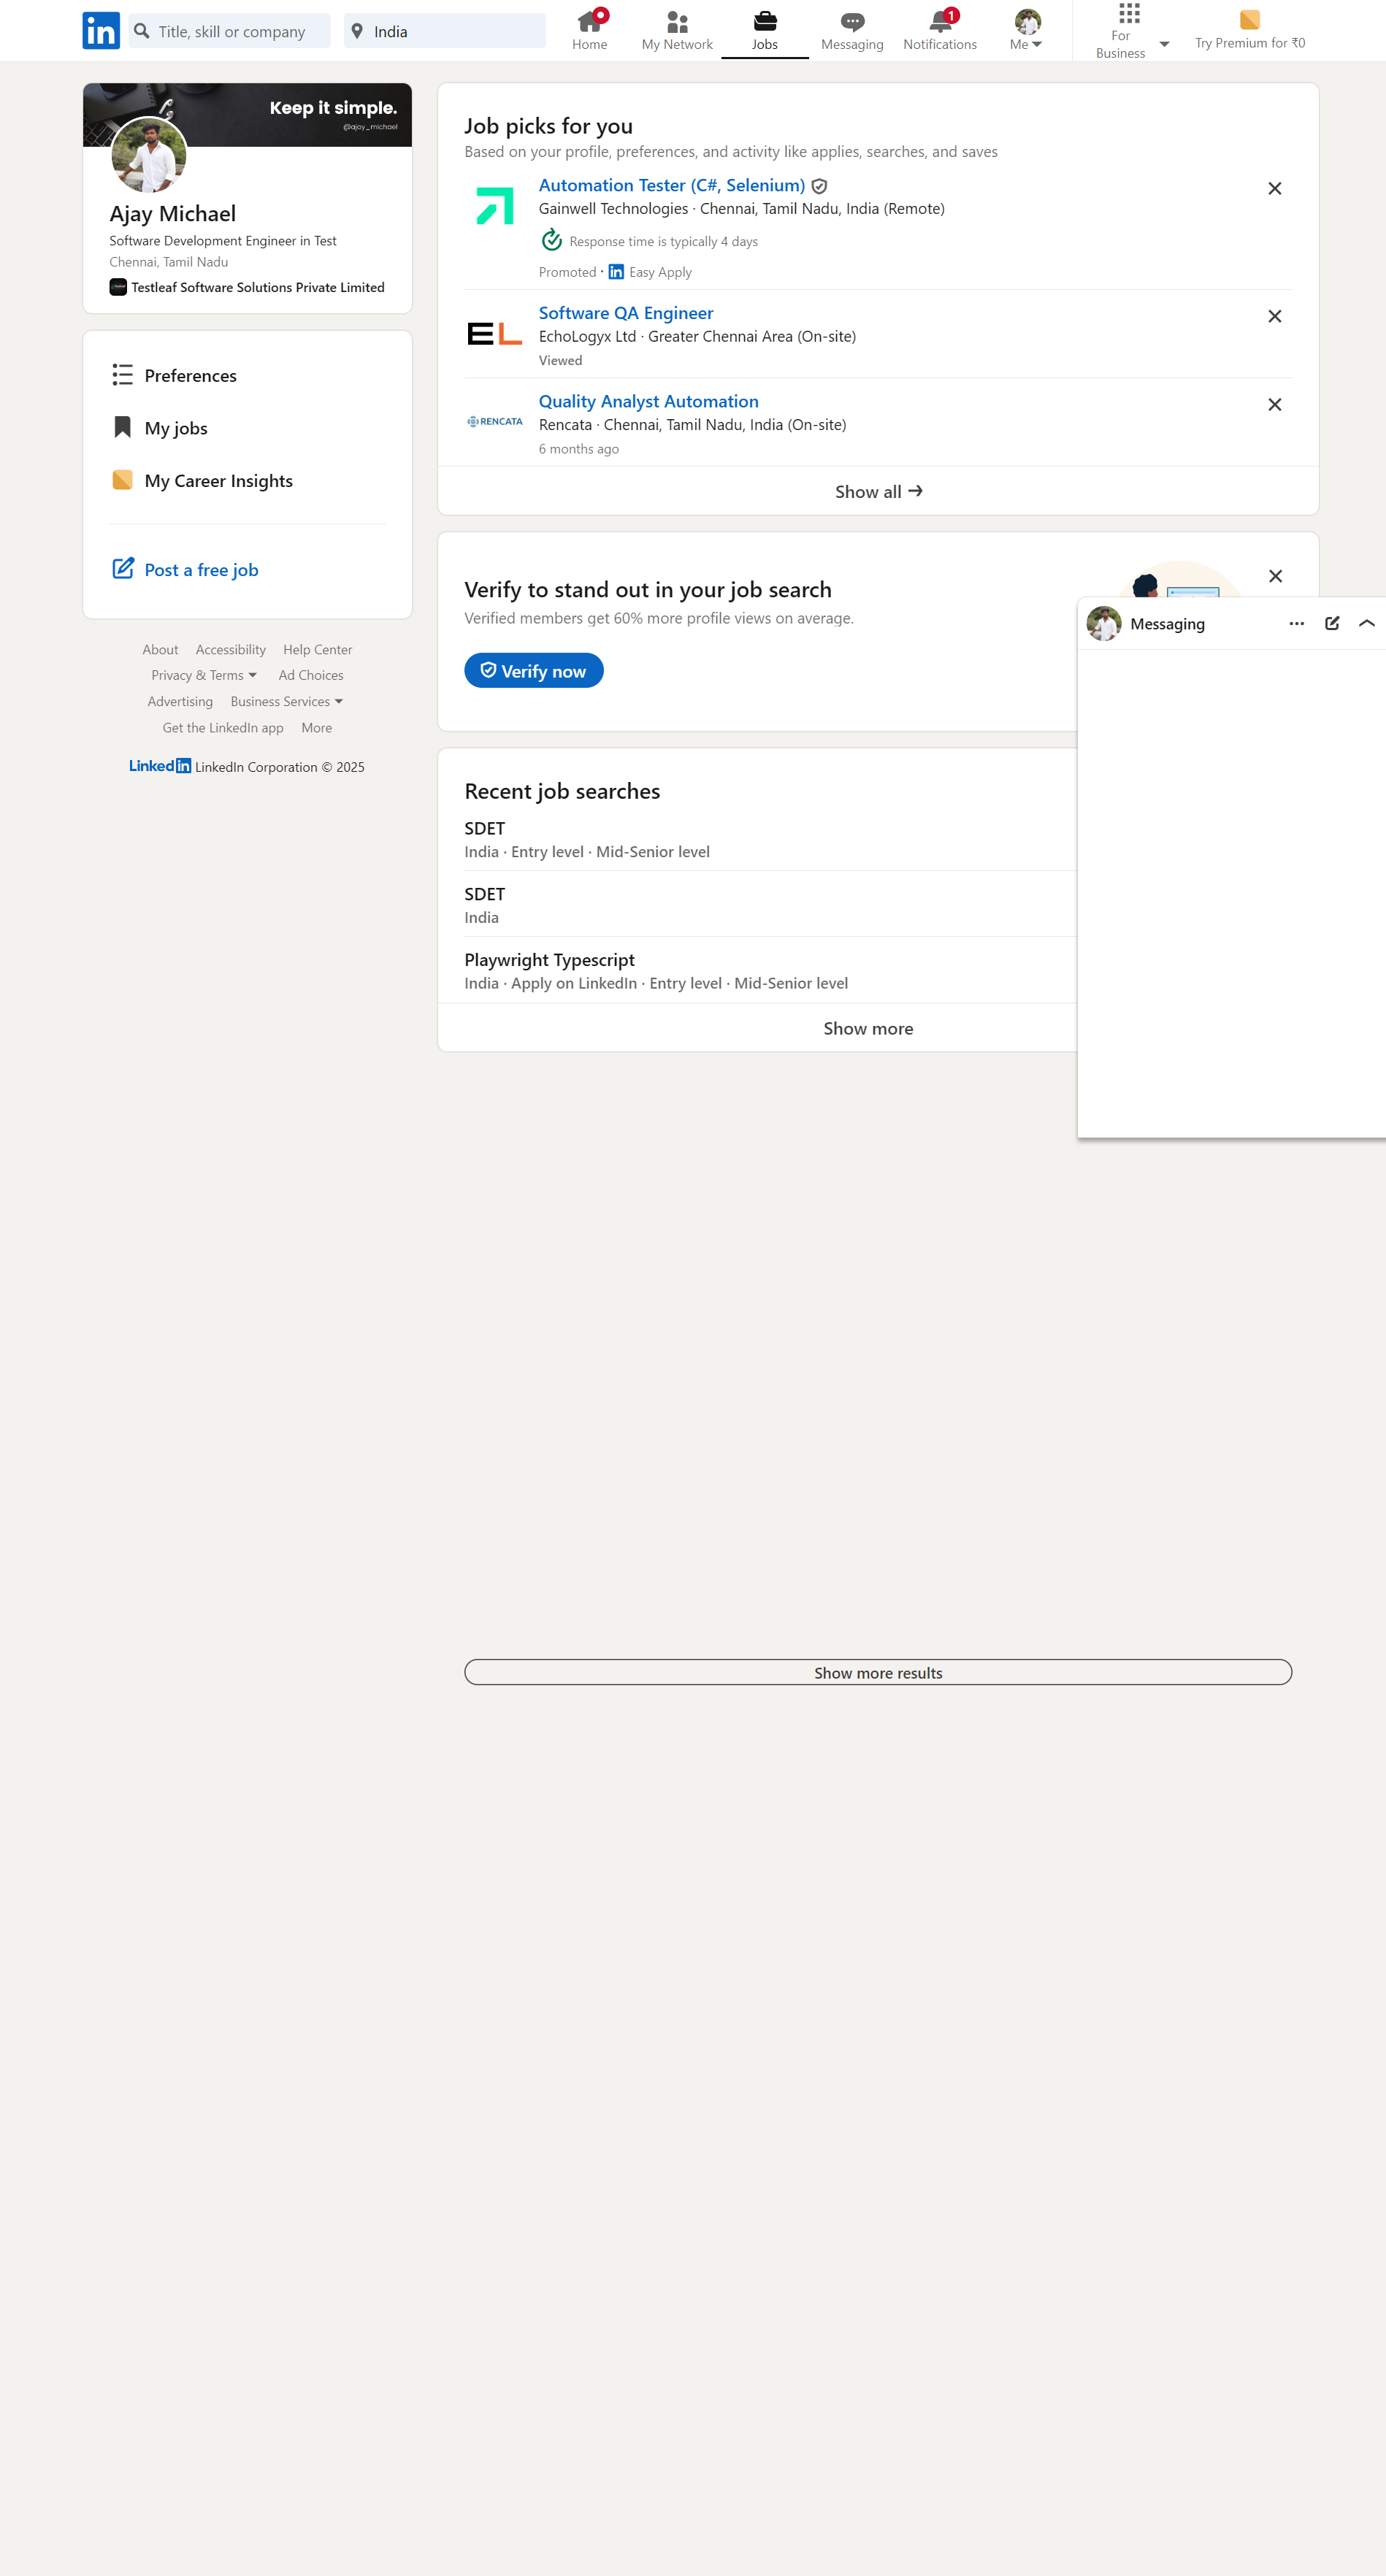 in
Title, skill or company
India
Home
My Network
Jobs
Messaging
1
Notifications
Me
For
Business
Try Premium for ₹0
Keep it simple.
@ajay_michael
Ajay Michael
Software Development Engineer in Test
Chennai, Tamil Nadu
Testleaf Software Solutions Private Limited
Preferences
My jobs
My Career Insights
Post a free job
About Accessibility Help Center
Privacy & Terms Ad Choices
Advertising Business Services
Get the LinkedIn app More
Linkedin LinkedIn Corporation © 2025
Job picks for you
Based on your profile, preferences, and activity like applies, searches, and saves
Automation Tester (C#, Selenium)
Gainwell Technologies · Chennai, Tamil Nadu, India (Remote)
Response time is typically 4 days
Promoted · in Easy Apply
EL
Software QA Engineer
EchoLogyx Ltd · Greater Chennai Area (On-site)
Viewed
RENCATA
Quality Analyst Automation
Rencata · Chennai, Tamil Nadu, India (On-site)
6 months ago
Show all →
Verify to stand out in your job search
Verified members get 60% more profile views on average.
Verify now
Messaging
Recent job searches
SDET
India · Entry level · Mid-Senior level
SDET
India
Playwright Typescript
India · Apply on LinkedIn · Entry level · Mid-Senior level
Show more
Show more results